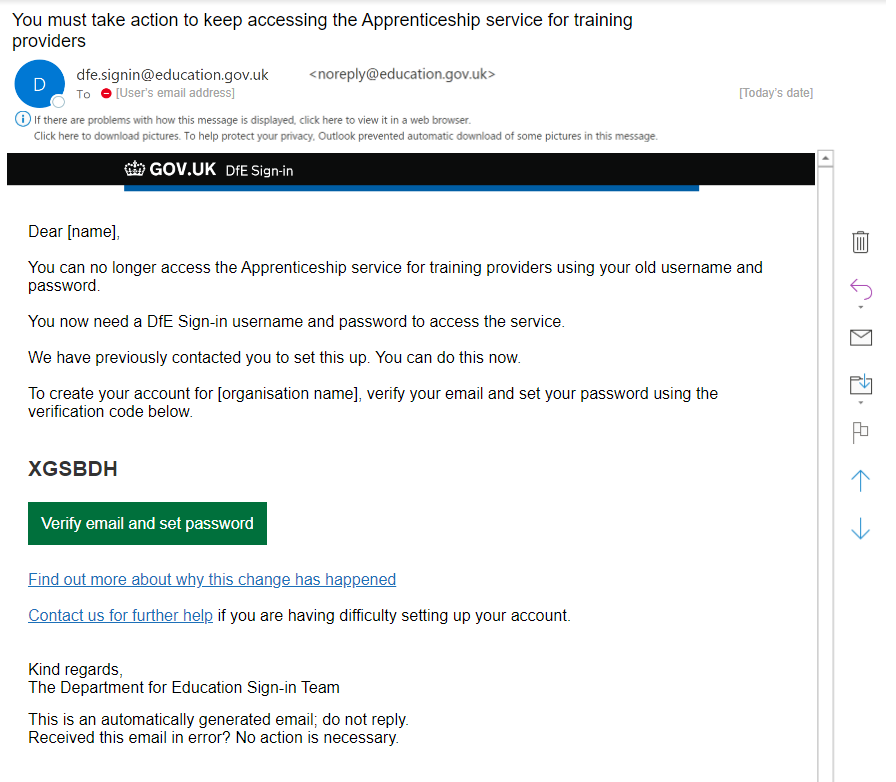 You must take action to keep accessing the Apprenticeship service for training
providers
D
dfe.signin@education.gov.uk <noreply@education.gov.uk>
To [User's email address] [Today's date]
If there are problems with how this message is displayed, click here to view it in a web browser.
Click here to download pictures. To help protect your privacy, Outlook prevented automatic download of some pictures in this message.
GOV.UK DfE Sign-in
Dear [name],
You can no longer access the Apprenticeship service for training providers using your old username and
password.
You now need a DfE Sign-in username and password to access the service.
We have previously contacted you to set this up. You can do this now.
To create your account for [organisation name], verify your email and set your password using the
verification code below.
XGSBDH
Verify email and set password
Find out more about why this change has happened
Contact us for further help if you are having difficulty setting up your account.
Kind regards,
The Department for Education Sign-in Team
This is an automatically generated email; do not reply.
Received this email in error? No action is necessary.